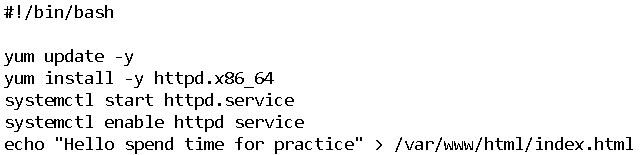 #!/bin/bash
yum update -y
yum install -y httpd.x86_64
systemctl start httpd.service
systemctl enable httpd service
echo "Hello spend time for practice" > /var/www/html/index.html